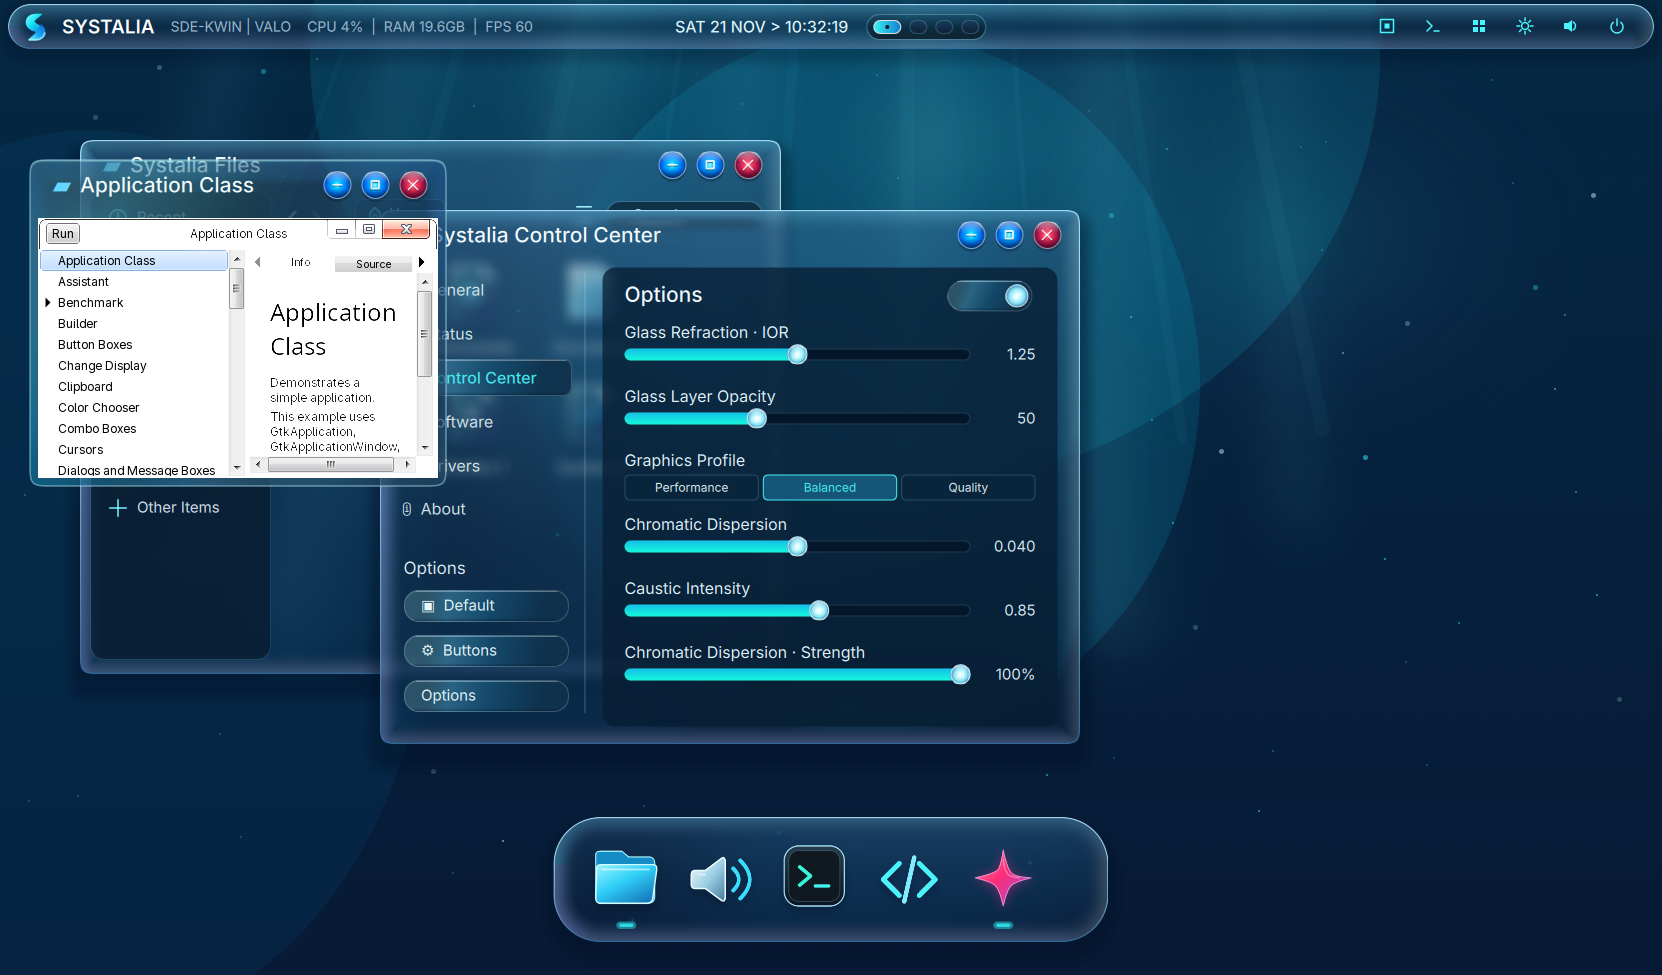 SYSTALIA SDE-KWIN | VALO CPU 4% | RAM 19.6GB | FPS 60
SAT 21 NOV > 10:32:19
Systalia Files
Recent
Application Class
Run Application Class
Application Class
Assistant
Benchmark
Builder
Button Boxes
Change Display
Clipboard
Color Chooser
Combo Boxes
Cursors
Dialogs and Message Boxes
Info Source
Application
Class
Demonstrates a
simple application.
This example uses
GtkApplication,
GtkApplicationWindow,
Other Items
ystalia Control Center
eneral
atus
ontrol Center
oftware
rivers
About
Options
Default
Buttons
Options
Options
Glass Refraction · IOR
1.25
Glass Layer Opacity
50
Graphics Profile
Performance Balanced Quality
Chromatic Dispersion
0.040
Caustic Intensity
0.85
Chromatic Dispersion · Strength
100%